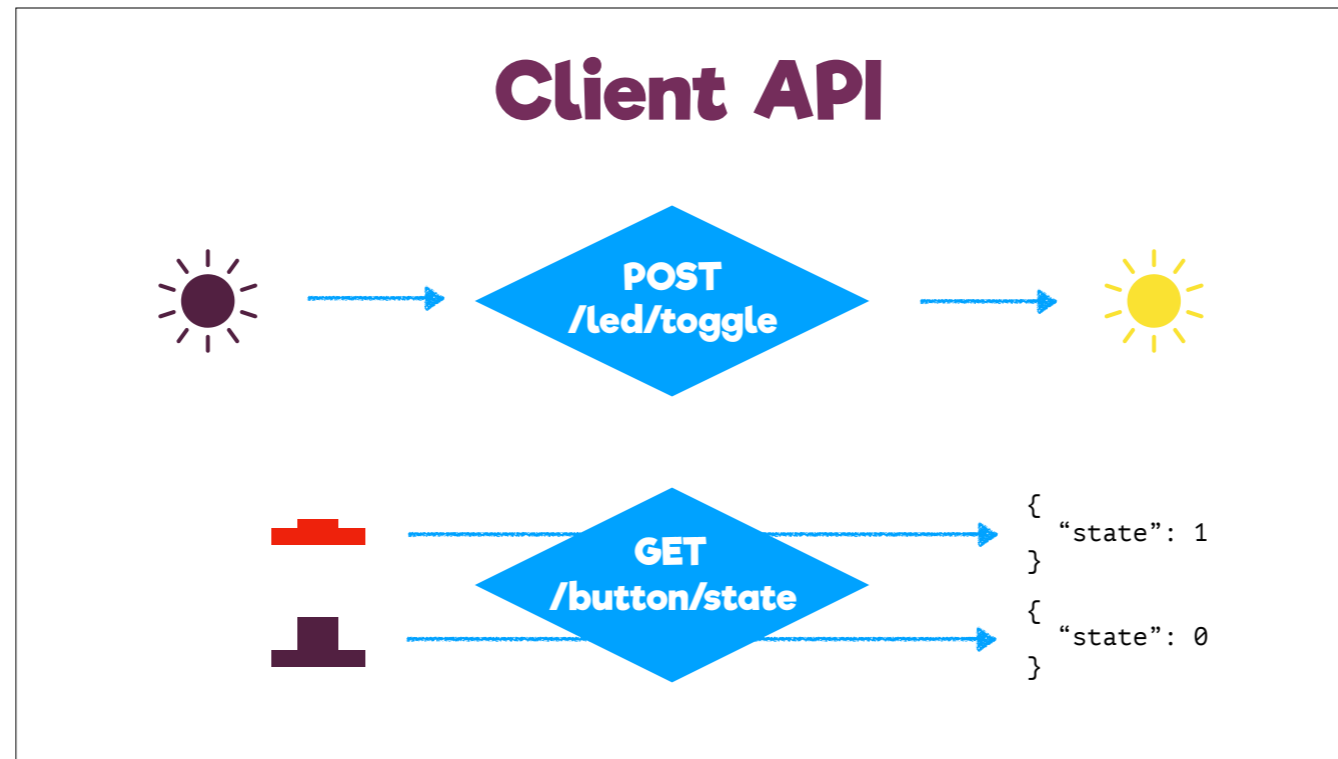 Client API
POST
/led/toggle
GET
/button/state
{
“state”: 1
}
{
“state”: 0
}